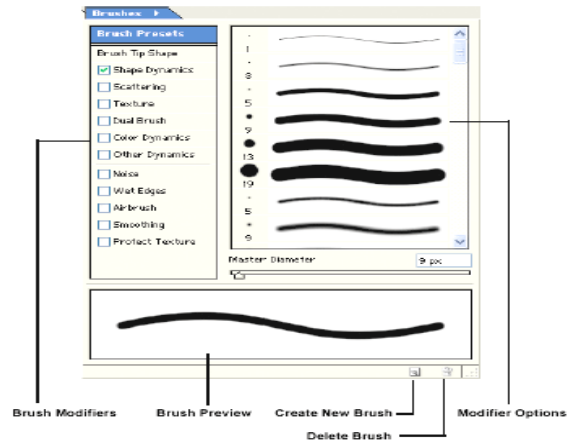 Brushes
Brush Presets
Brush Tip Shape
Shape Dynamics
Scattering
Texture
Dual Brush
Color Dynamics
Other Dynamics
Noise
Wet Edges
Airbrush
Smoothing
Protect Texture
1
3
5
9
13
19
5
9
Master Diameter
9 px
Brush Modifiers
Brush Preview
Create New Brush
Modifier Options
Delete Brush